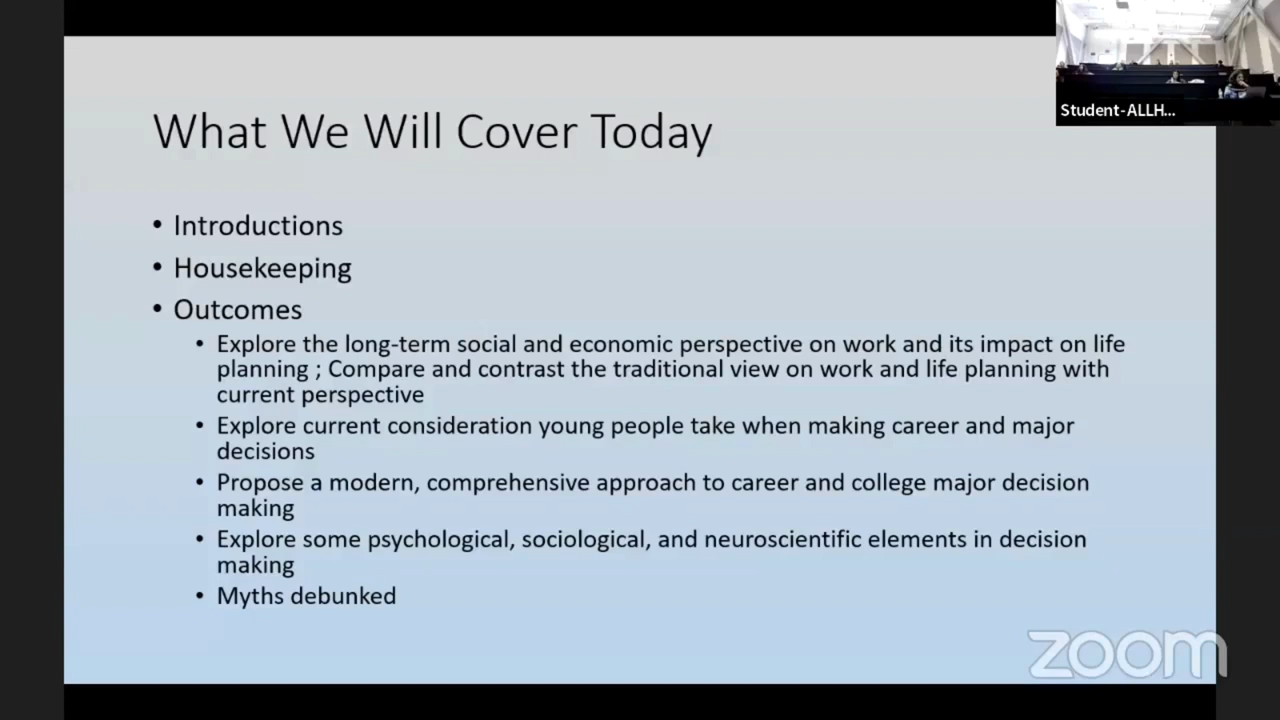 What We Will Cover Today
• Introductions
• Housekeeping
• Outcomes
• Explore the long-term social and economic perspective on work and its impact on life
planning ; Compare and contrast the traditional view on work and life planning with
current perspective
• Explore current consideration young people take when making career and major
decisions
• Propose a modern, comprehensive approach to career and college major decision
making
• Explore some psychological, sociological, and neuroscientific elements in decision
making
• Myths debunked
Student-ALLH...
zoom